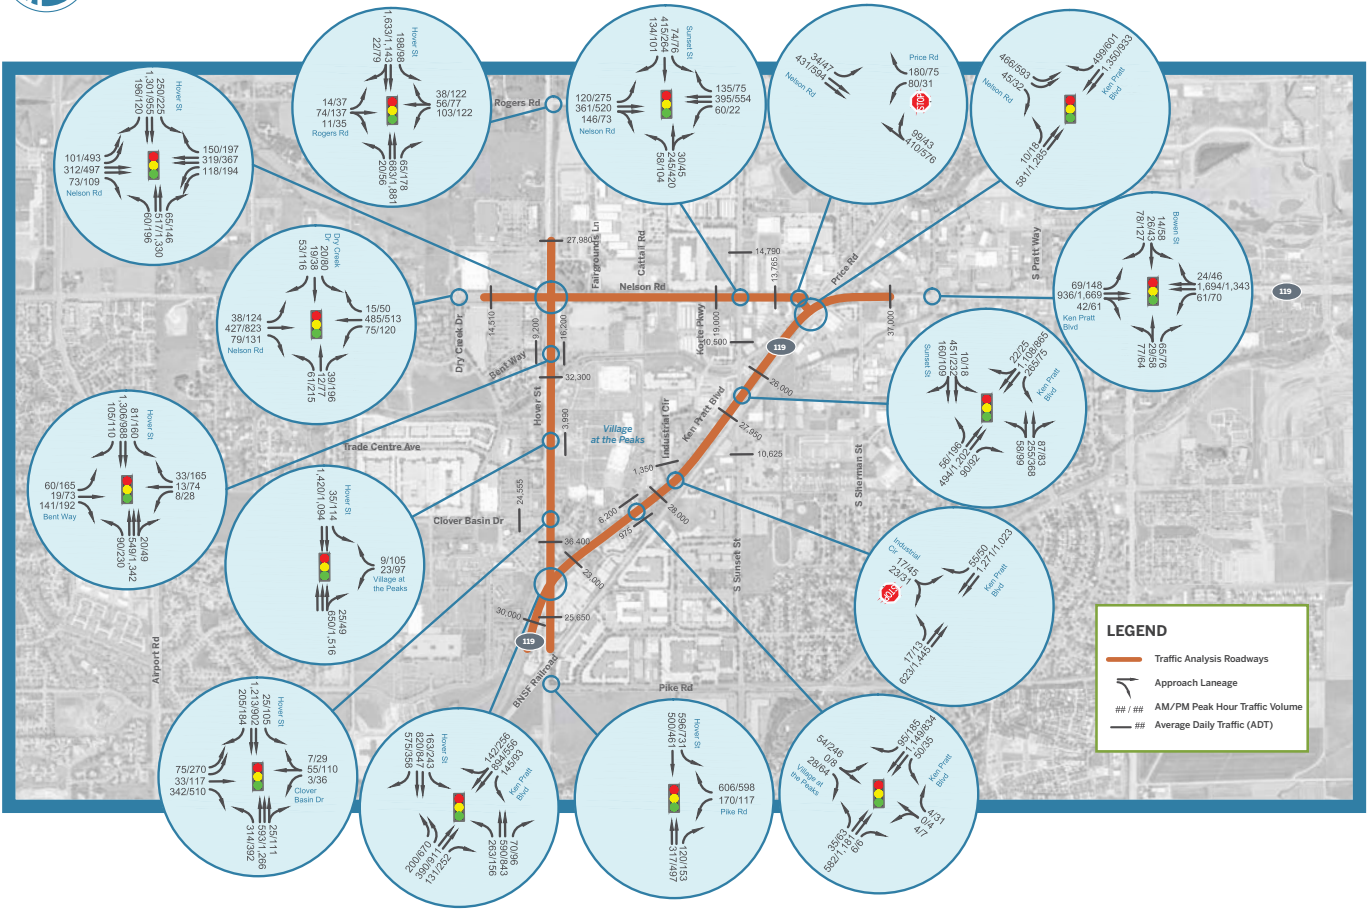 Hover St
198/98
1,633/1,143
22/79
14/37
74/137
11/35
Rogers Rd
38/122
56/77
103/122
65/178
683/1,881
20/56
Rogers Rd
Sunset St
74/76
415/264
134/101
120/275
361/520
146/73
Nelson Rd
135/75
395/554
60/22
30/45
245/420
58/104
34/47
431/594
Nelson Rd
Price Rd
180/75
80/31
STOP
99/43
410/576
486/593
45/32
Nelson Rd
499/601
1,350/933
Ken Pratt
Blvd
10/18
581/1,285
Hover St
250/225
1,301/955
196/120
101/493
312/497
73/109
Nelson Rd
150/197
319/367
118/194
65/146
517/1,330
60/196
Bowen St
14/58
26/43
78/127
69/148
936/1,669
42/61
Ken Pratt
Blvd
24/46
1,694/1,343
61/70
65/76
29/58
77/64
Dry Creek
Dr
20/80
19/38
53/116
38/124
427/823
79/131
Nelson Rd
15/50
485/513
75/120
39/196
12/77
61/215
Sunset St
10/18
451/232
160/109
22/25
1,108/865
265/75
Ken Pratt
Blvd
56/196
494/1,202
90/92
87/83
255/368
58/99
Hover St
81/160
1,306/988
105/110
60/165
19/73
141/192
Bent Way
33/165
13/74
8/28
20/49
549/1,342
90/230
Hover St
35/114
1,420/1,094
9/105
23/97
Village at
the Peaks
25/49
650/1,516
Industrial
Cir
17/45
23/31
STOP
55/50
1,271/1,023
Ken Pratt
Blvd
17/13
623/1,445
Hover St
25/105
1,213/902
205/184
75/270
33/117
342/510
7/29
55/110
3/36
Clover
Basin Dr
25/111
593/1,266
314/392
Hover St
163/243
820/847
575/358
142/256
894/556
145/93
Ken Pratt
Blvd
200/670
390/911
131/252
70/96
590/843
263/156
Hover St
596/731
500/461
606/598
170/117
Pike Rd
120/153
317/497
54/246
0/8
28/64
Village at
the Peaks
95/185
1,149/834
50/35
Ken Pratt
Blvd
35/63
582/1,181
6/6
4/31
0/4
4/7
27,980
Fairgrounds Ln
Cattail Rd
14,790
13,765
Price Rd
S Pratt Way
Nelson Rd
119
Dry Creek Dr
14,510
9,200
16,200
19,000
10,500
37,000
119
Bent Way
32,300
Hover St
3,990
Village
at the Peaks
Industrial Cir
Ken Pratt Blvd
26,000
27,950
10,625
Trade Centre Ave
1,350
S Sherman St
Clover Basin Dr
24,555
6,200
975
28,000
36,400
23,000
S Sunset St
30,000
25,650
119
Airport Rd
BNSF Railroad
Pike Rd
LEGEND
Traffic Analysis Roadways
Approach Laneage
## / ## AM/PM Peak Hour Traffic Volume
## Average Daily Traffic (ADT)